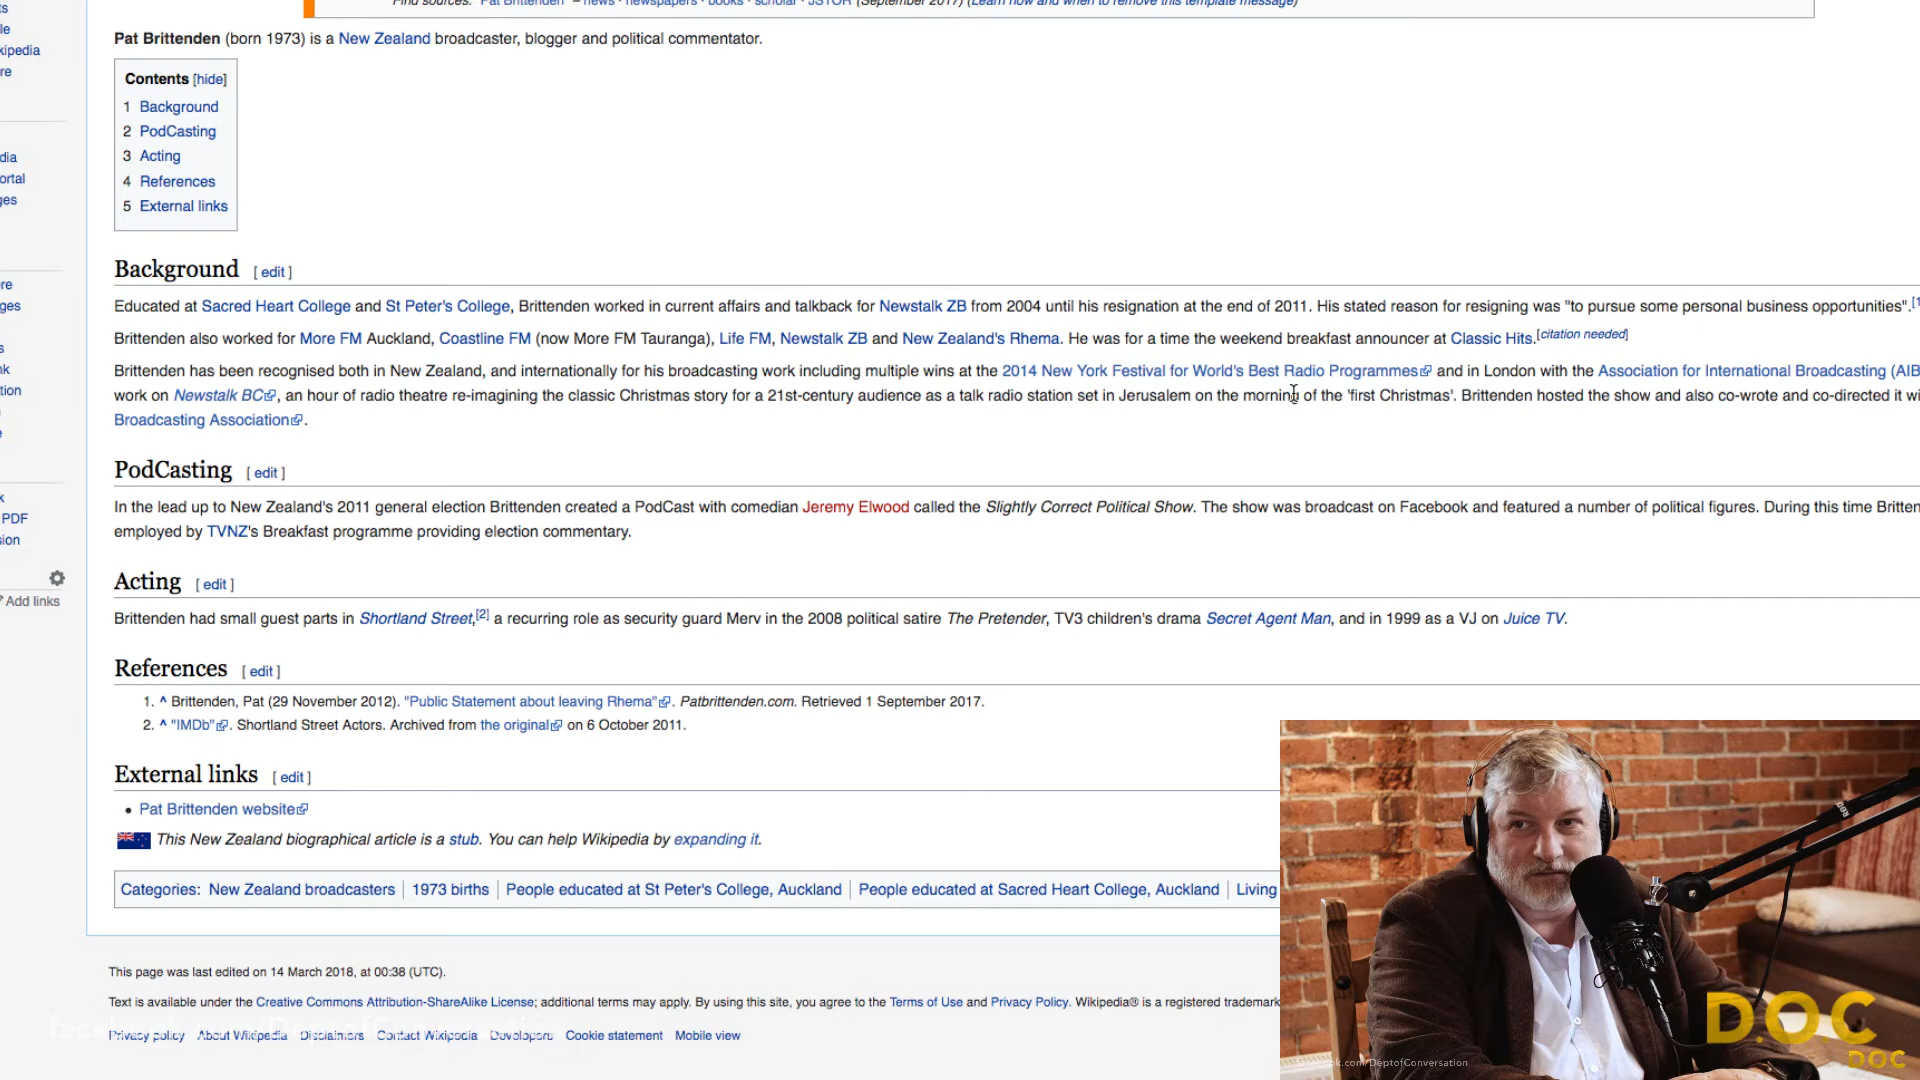 Find sources: "Pat Brittenden" – news · newspapers · books · scholar · JSTOR (September 2017) (Learn how and when to remove this template message)
Pat Brittenden (born 1973) is a New Zealand broadcaster, blogger and political commentator.
Contents [hide]
1 Background
2 PodCasting
3 Acting
4 References
5 External links
Background [ edit ]
Educated at Sacred Heart College and St Peter's College, Brittenden worked in current affairs and talkback for Newstalk ZB from 2004 until his resignation at the end of 2011. His stated reason for resigning was "to pursue some personal business opportunities".[1
Brittenden also worked for More FM Auckland, Coastline FM (now More FM Tauranga), Life FM, Newstalk ZB and New Zealand's Rhema. He was for a time the weekend breakfast announcer at Classic Hits.[citation needed]
Brittenden has been recognised both in New Zealand, and internationally for his broadcasting work including multiple wins at the 2014 New York Festival for World's Best Radio Programmes and in London with the Association for International Broadcasting (AIB
work on Newstalk BC, an hour of radio theatre re-imagining the classic Christmas story for a 21st-century audience as a talk radio station set in Jerusalem on the morning of the 'first Christmas'. Brittenden hosted the show and also co-wrote and co-directed it wi
Broadcasting Association.
PodCasting [ edit ]
In the lead up to New Zealand's 2011 general election Brittenden created a PodCast with comedian Jeremy Elwood called the Slightly Correct Political Show. The show was broadcast on Facebook and featured a number of political figures. During this time Britten
employed by TVNZ's Breakfast programme providing election commentary.
Acting [ edit ]
Brittenden had small guest parts in Shortland Street,[2] a recurring role as security guard Merv in the 2008 political satire The Pretender, TV3 children's drama Secret Agent Man, and in 1999 as a VJ on Juice TV.
References [ edit ]
1. ^ Brittenden, Pat (29 November 2012). "Public Statement about leaving Rhema". Patbrittenden.com. Retrieved 1 September 2017.
2. ^ "IMDb". Shortland Street Actors. Archived from the original on 6 October 2011.
External links [ edit ]
• Pat Brittenden website
This New Zealand biographical article is a stub. You can help Wikipedia by expanding it.
Categories: New Zealand broadcasters | 1973 births | People educated at St Peter's College, Auckland | People educated at Sacred Heart College, Auckland | Living
This page was last edited on 14 March 2018, at 00:38 (UTC).
Text is available under the Creative Commons Attribution-ShareAlike License; additional terms may apply. By using this site, you agree to the Terms of Use and Privacy Policy. Wikipedia® is a registered trademark
Privacy policy About Wikipedia Disclaimers Contact Wikipedia Developers Cookie statement Mobile view
kipedia
re
dia
ortal
ges
re
ges
nk
tion
PDF
sion
Add links
D.O.C
DOC
.com/DeptofConversation
RODE